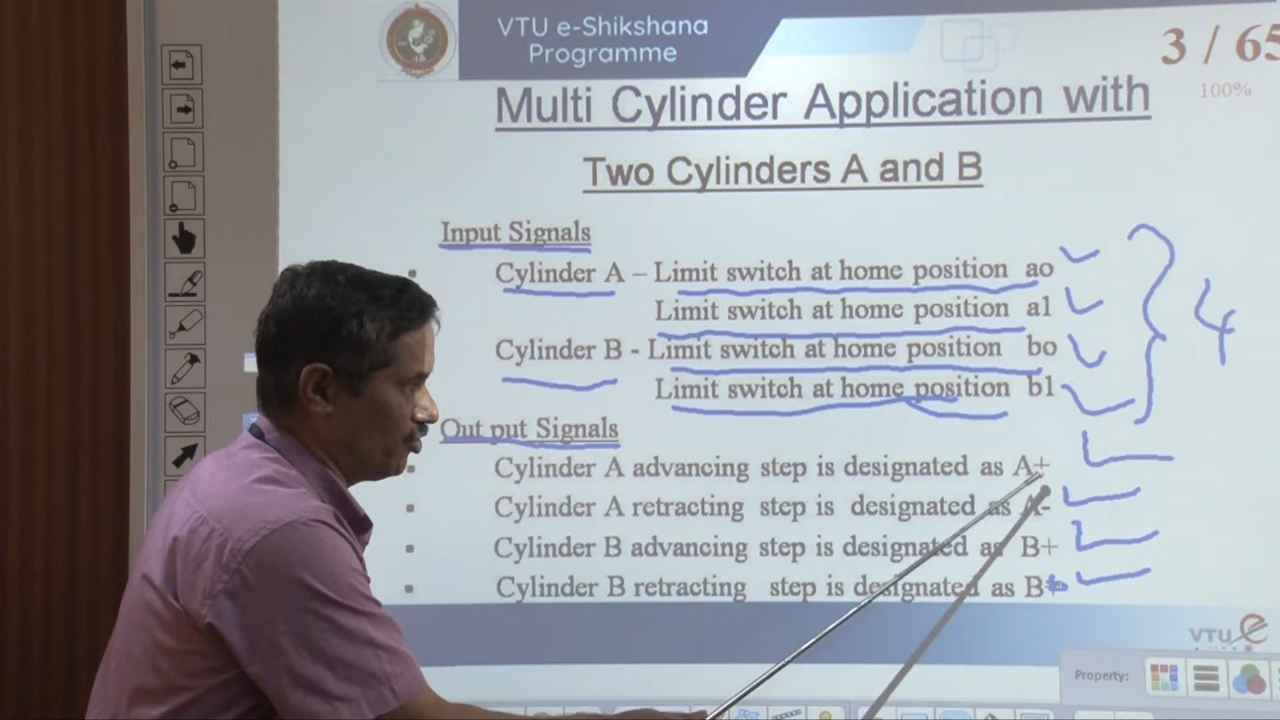 VTU e-Shikshana
Programme
3 / 65
100%
Multi Cylinder Application with
Two Cylinders A and B
Input Signals
Cylinder A – Limit switch at home position ao
Limit switch at home position a1
Cylinder B - Limit switch at home position bo
Limit switch at home position b1
4
Out put Signals
Cylinder A advancing step is designated as A+
Cylinder A retracting step is designated as A-
Cylinder B advancing step is designated as B+
Cylinder B retracting step is designated as B
VTU e
Property: